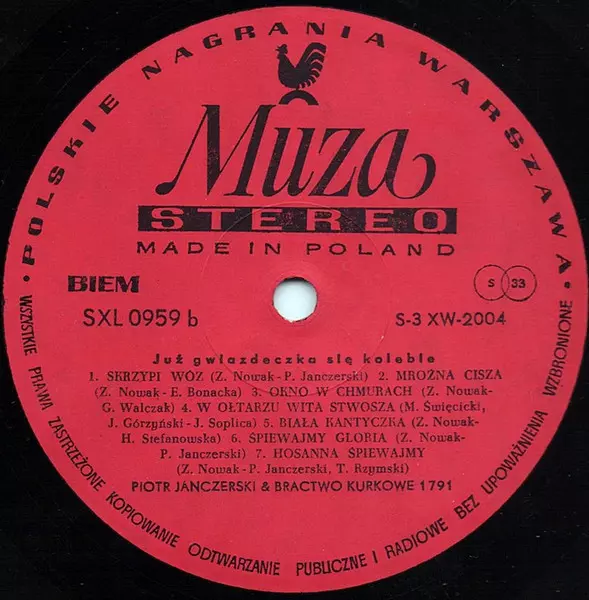 • POLSKIE NAGRANIA WARSZAWA •
Muza
STEREO
MADE IN POLAND
BIEM
S 33
SXL 0959 b
S-3 XW-2004
Już gwiazdeczka się kolebie
1. SKRZYPI WÓZ (Z. Nowak-P. Janczerski) 2. MROŹNA CISZA
(Z. Nowak-E. Bonacka) 3. OKNO W CHMURACH (Z. Nowak-
G. Walczak) 4. W OŁTARZU WITA STWOSZA (M. Święcicki,
J. Górzyński-J. Soplica) 5. BIAŁA KANTYCZKA (Z. Nowak-
H. Stefanowska) 6. ŚPIEWAJMY GLORIA (Z. Nowak-
P. Janczerski) 7. HOSANNA ŚPIEWAJMY
(Z. Nowak-P. Janczerski, T. Rzymski)
PIOTR JANCZERSKI & BRACTWO KURKOWE 1791
WSZYSTKIE PRAWA ZASTRZEŻONE KOPIOWANIE ODTWARZANIE PUBLICZNE I RADIOWE BEZ UPOWAŻNIENIA WZBRONIONE